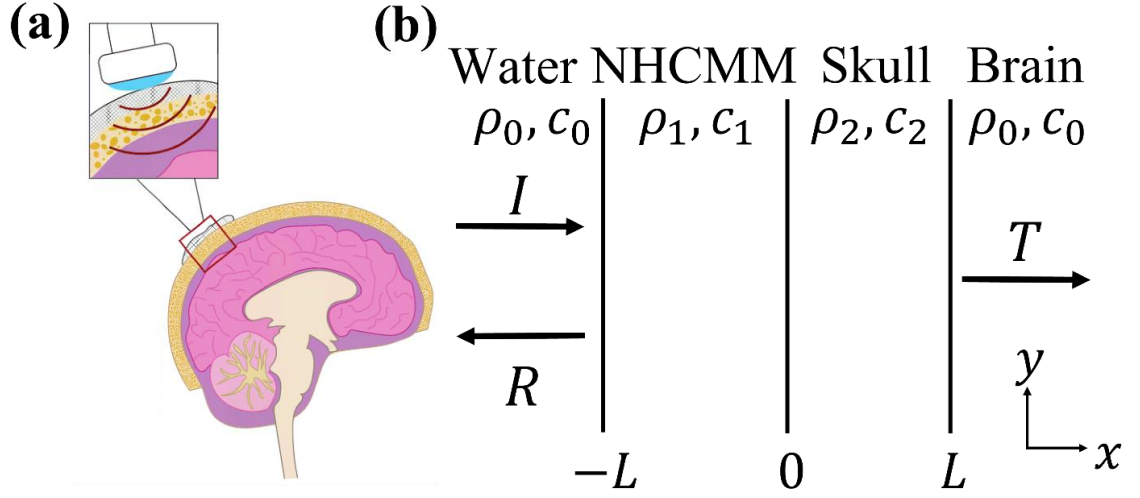 (a)
(b)
Water NHCMM Skull Brain
ρ₀, c₀ ρ₁, c₁ ρ₂, c₂ ρ₀, c₀
I
T
R
y
x
−L 0 L